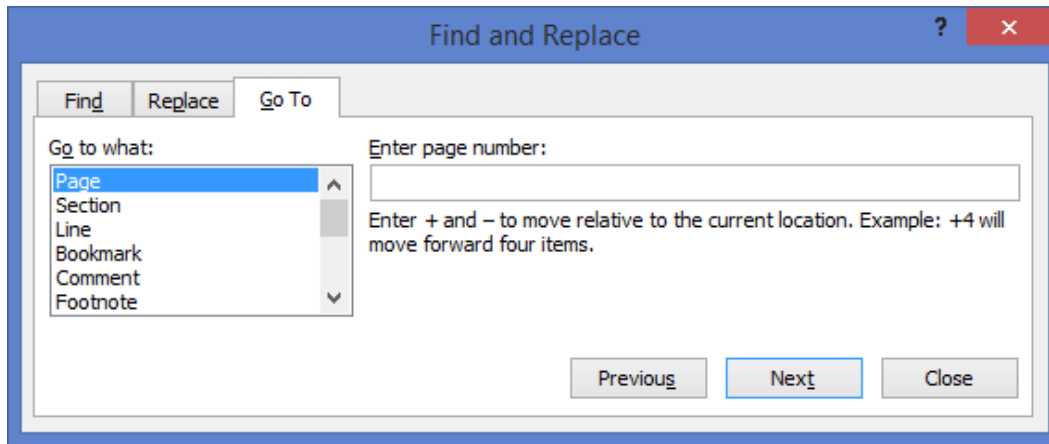 Find and Replace
?
Find
Replace
Go To
Go to what:
Page
Section
Line
Bookmark
Comment
Footnote
Enter page number:
Enter + and – to move relative to the current location. Example: +4 will
move forward four items.
Previous
Next
Close